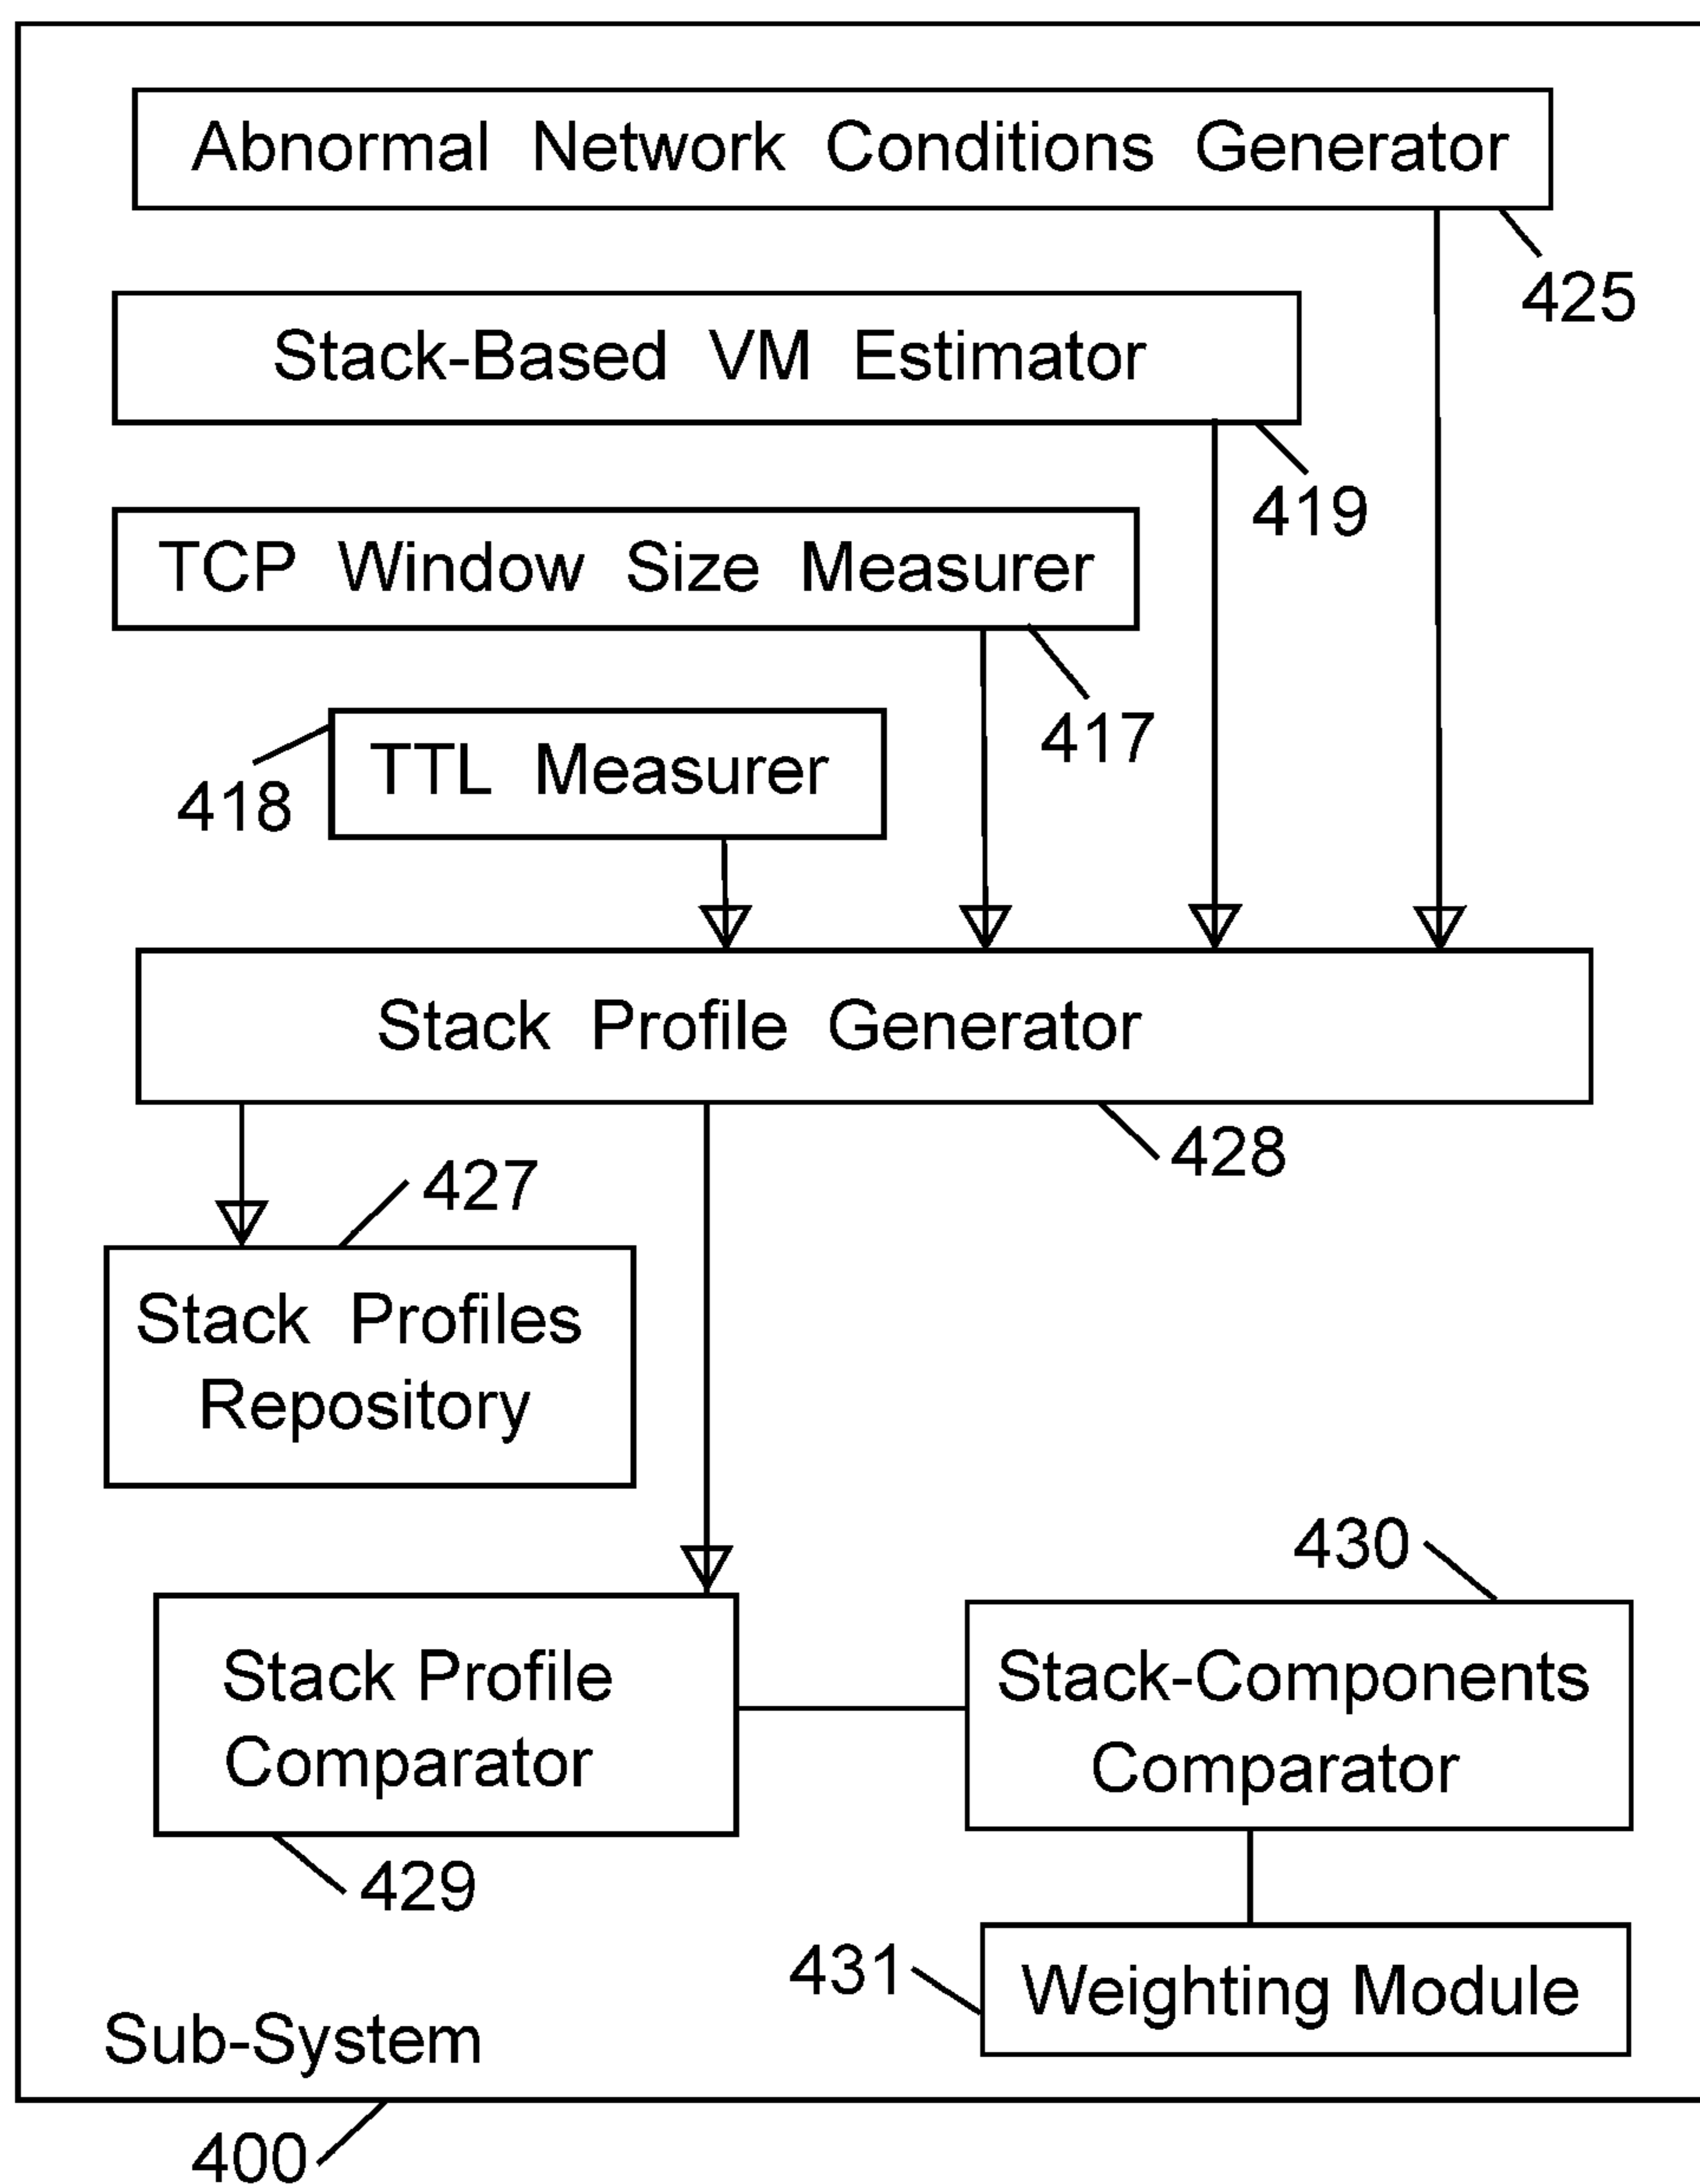 Abnormal Network Conditions Generator
425
Stack-Based VM Estimator
419
TCP Window Size Measurer
417
TTL Measurer
418
Stack Profile Generator
428
427
Stack Profiles
Repository
430
Stack Profile
Comparator
429
Stack-Components
Comparator
431
Weighting Module
Sub-System
400